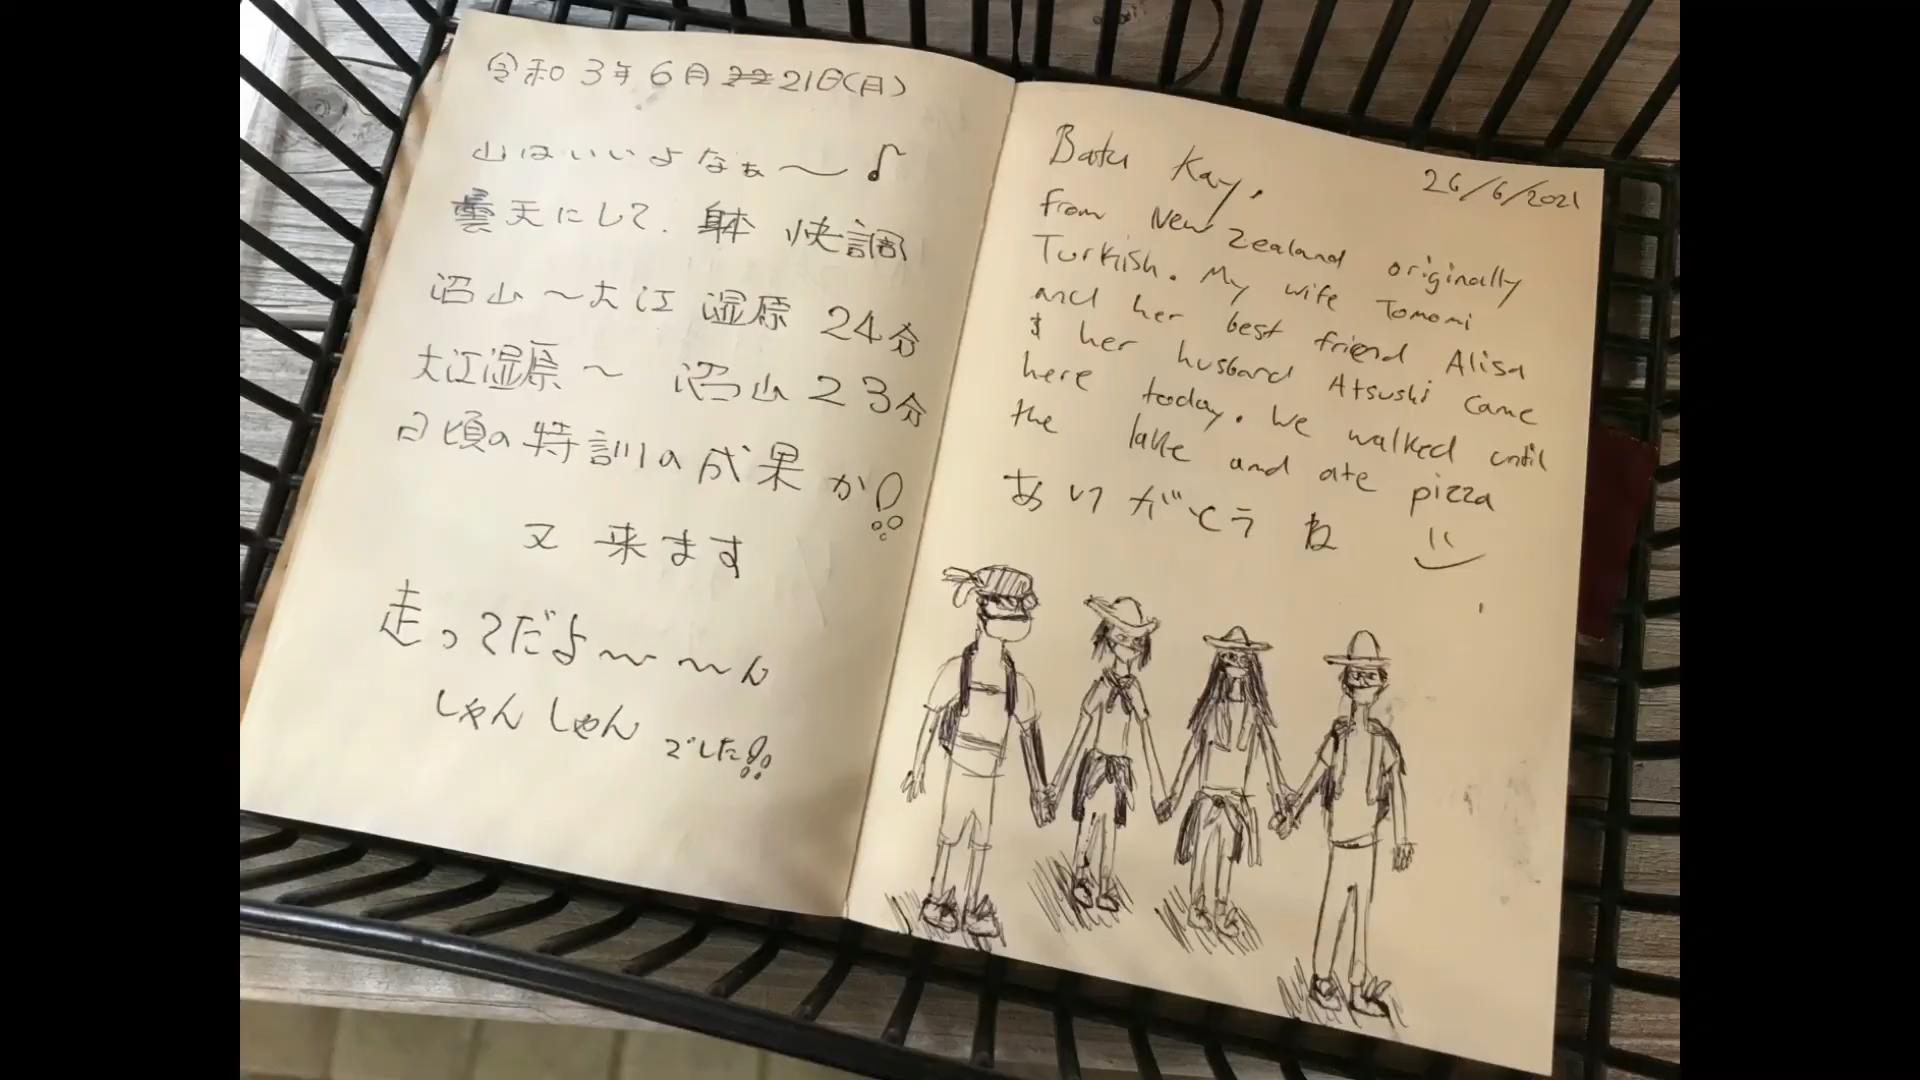 令和3年6月22 21日(月)
山はいいよなぁ〜♪
曇天にして、身体 快調
沼山〜大江 湿原 24分
大江湿原〜 沼山 23分
日頃の特訓の成果か!!
又 来ます
走ってだよ〜〜ん
しゃんしゃん でした!!
Batu Kay, 26/6/2021
from New Zealand originally
Turkish. My wife Tomomi
and her best friend Alisa
& her husband Atsushi came
here today. We walked until
the lake and ate pizza
ありがとうね